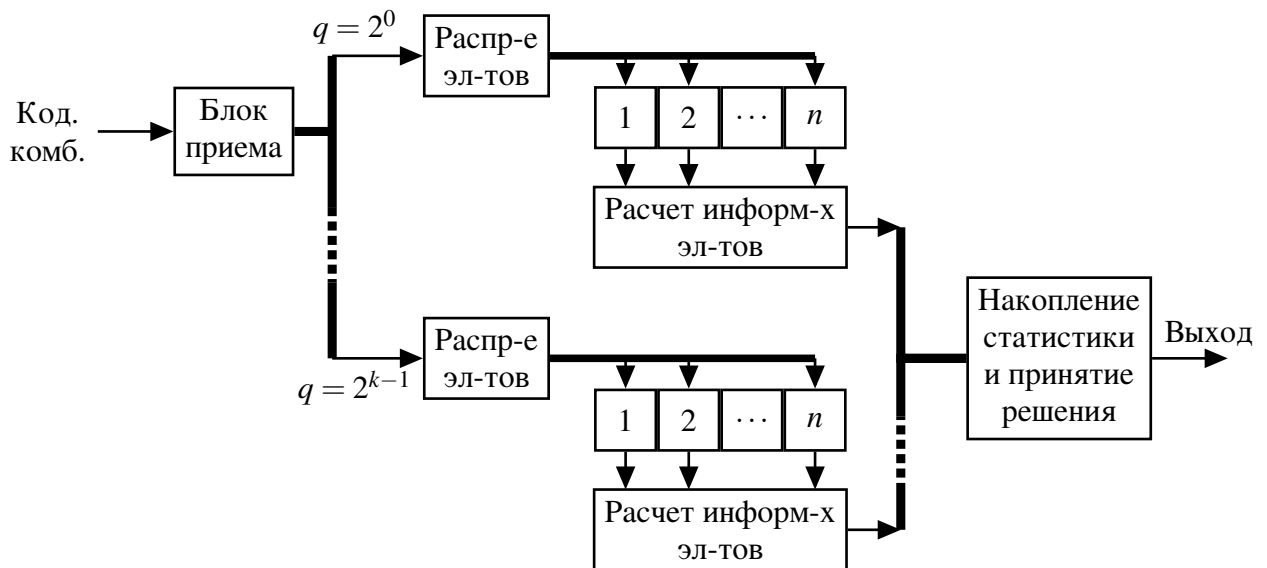 Код.
комб.
Блок
приема
q = 2^0
Распр-е
эл-тов
1 2 ⋯ n
Расчет информ-х
эл-тов
q = 2^{k−1}
Распр-е
эл-тов
1 2 ⋯ n
Расчет информ-х
эл-тов
Накопление
статистики
и принятие
решения
Выход